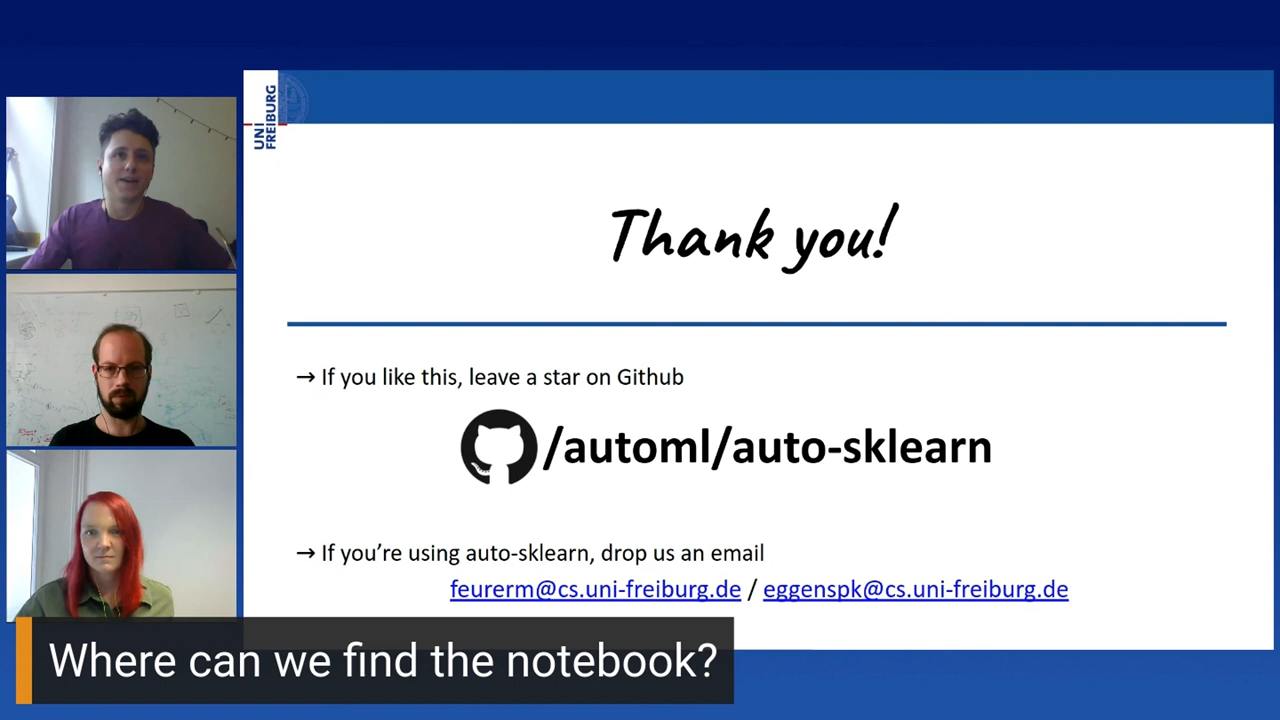 UNI
FREIBURG
Thank you!
→ If you like this, leave a star on Github
/automl/auto-sklearn
→ If you’re using auto-sklearn, drop us an email
feurerm@cs.uni-freiburg.de / eggenspk@cs.uni-freiburg.de
Where can we find the notebook?